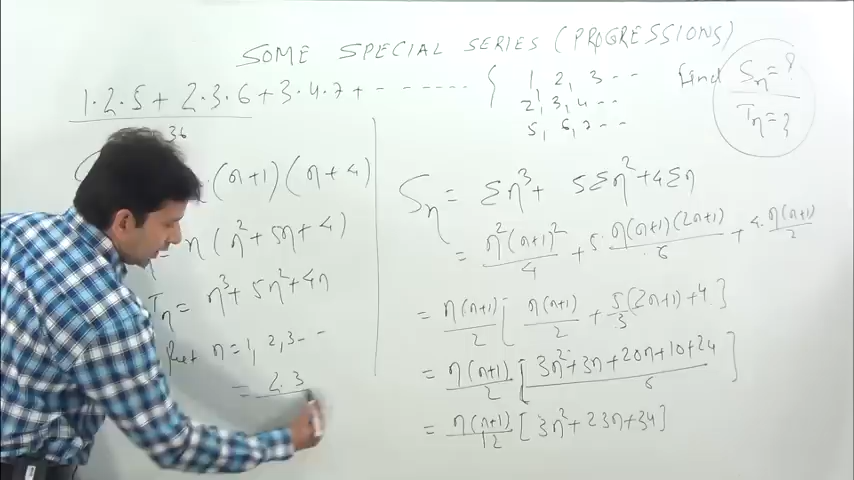 SOME SPECIAL SERIES (PROGRESSIONS)
1·2·5 + 2·3·6 + 3·4·7 + - - - - - - -
36
{ 1, 2, 3 - -
2, 3, 4 - -
5, 6, 7 - -
find Sn = ?
Tn = ?
(n+1)(n+4)
= n(n²+5n+4)
Tn = n³+5n²+4n
put n=1, 2, 3 - - -
= 2·3
Sn = Σn³ + 5Σn² + 4Σn
= n²(n+1)²/4 + 5· n(n+1)(2n+1)/6 + 4· n(n+1)/2
= n(n+1)/2 [ n(n+1)/2 + 5/3(2n+1) + 4 ]
= n(n+1)/2 [ 3n²+3n+20n+10+24/6 ]
= n(n+1)/12 [ 3n²+23n+34 ]